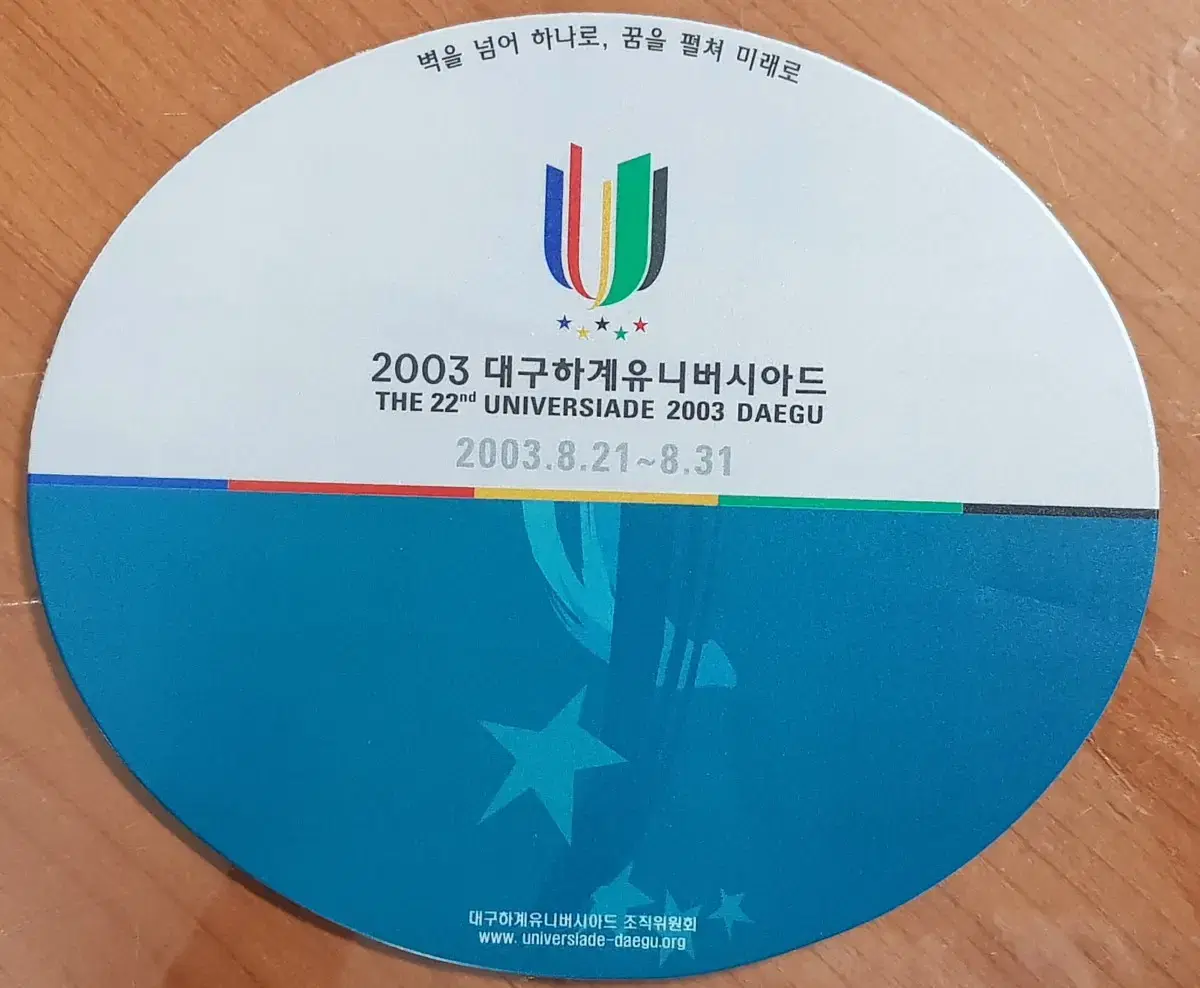 벽을 넘어 하나로, 꿈을 펼쳐 미래로
2003 대구하계유니버시아드
THE 22nd UNIVERSIADE 2003 DAEGU
2003.8.21~8.31
대구하계유니버시아드 조직위원회
www. universiade-daegu.org